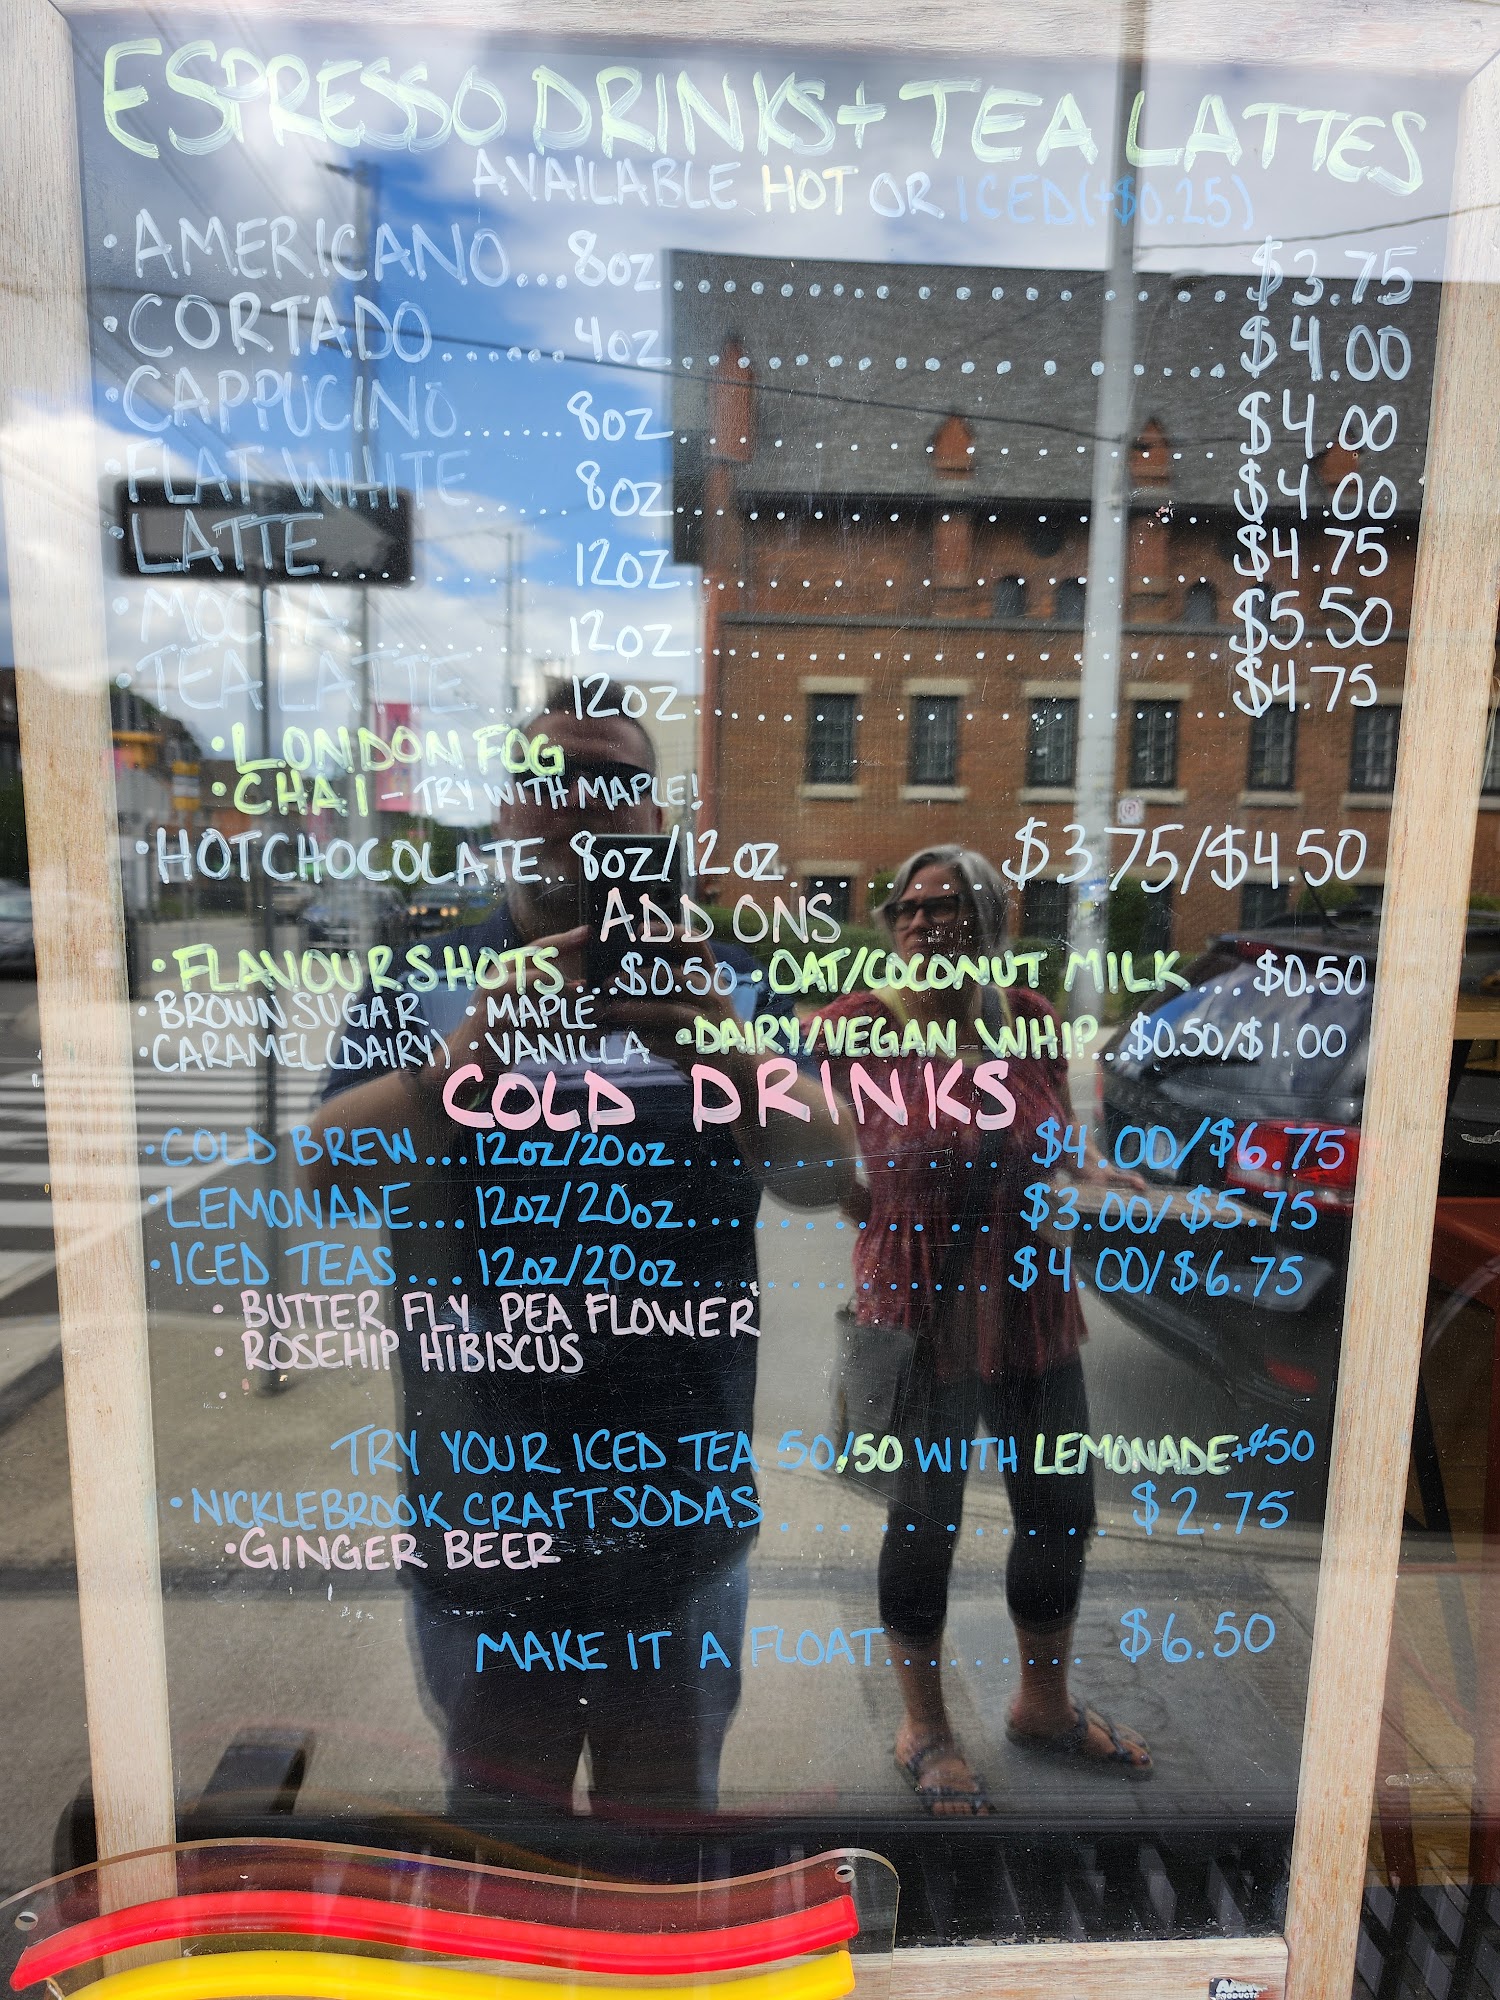 ESPRESSO DRINKS + TEA LATTES
AVAILABLE HOT OR ICED (+$0.25)
• AMERICANO...8oz.................$3.75
• CORTADO......4oz.................$4.00
• CAPPUCINO......8oz.................$4.00
• FLAT WHITE...8oz.................$4.00
• LATTE.........12oz.................$4.75
• MOCHA.........12oz.................$5.50
• TEA LATTE....12oz.................$4.75
• LONDON FOG
• CHAI - TRY WITH MAPLE!
• HOT CHOCOLATE..8oz/12oz.........$3.75/$4.50
ADD ONS
• FLAVOUR SHOTS...$0.50 • OAT/COCONUT MILK...$0.50
• BROWN SUGAR • MAPLE
• CARAMEL (DAIRY) • VANILLA • DAIRY/VEGAN WHIP...$0.50/$1.00
COLD DRINKS
• COLD BREW...12oz/20oz.............$4.00/$6.75
• LEMONADE...12oz/20oz.............$3.00/$5.75
• ICED TEAS...12oz/20oz.............$4.00/$6.75
• BUTTER FLY PEA FLOWER
• ROSEHIP HIBISCUS
TRY YOUR ICED TEA 50/50 WITH LEMONADE +¢50
• NICKLEBROOK CRAFT SODAS............$2.75
• GINGER BEER
MAKE IT A FLOAT.........$6.50